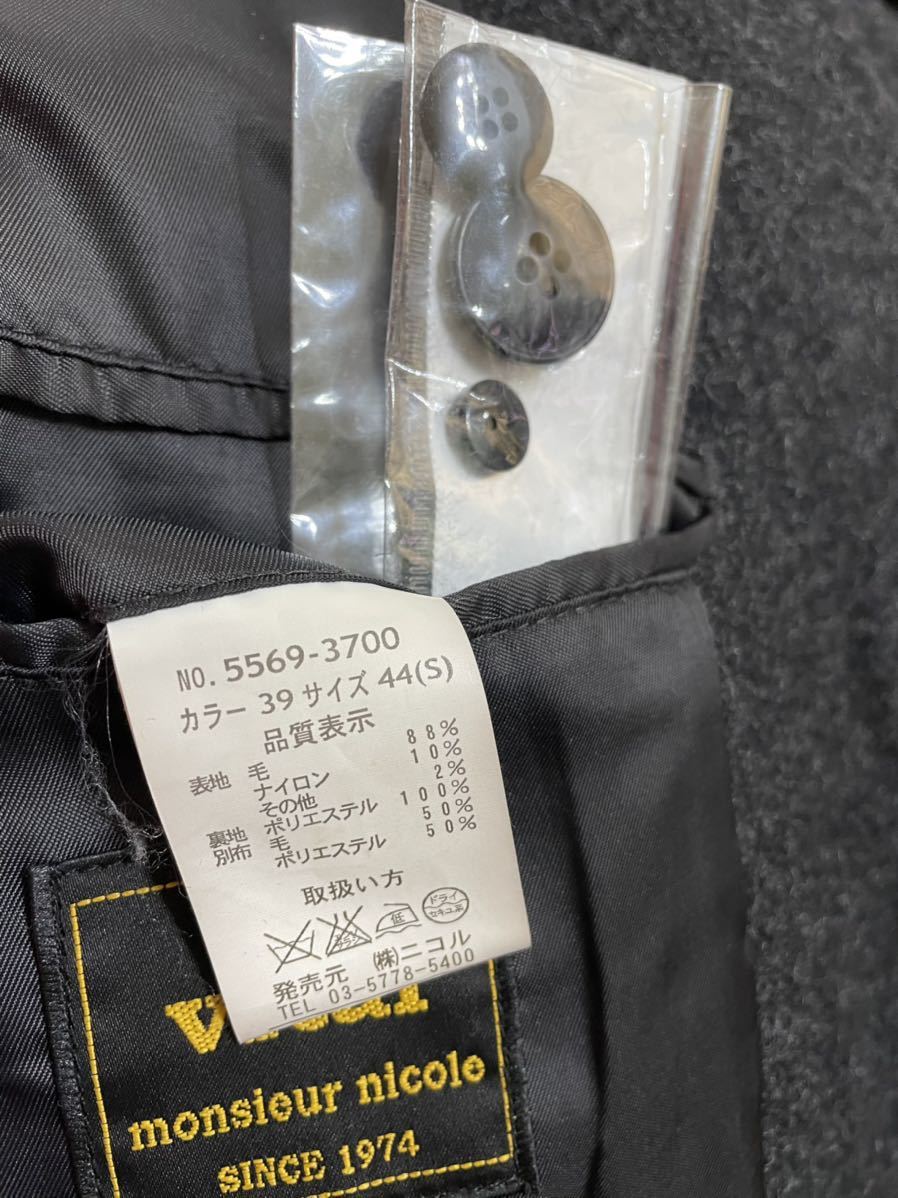 NO. 5569-3700
カラー 39 サイズ 44(S)
品質表示
表地 毛 88%
ナイロン 10%
その他 2%
裏地 ポリエステル 100%
別布 毛 50%
ポリエステル 50%
取扱い方
低
ドライ
セキユ系
発売元 (株)ニコル
TEL 03-5778-5400
monsieur nicole
SINCE 1974